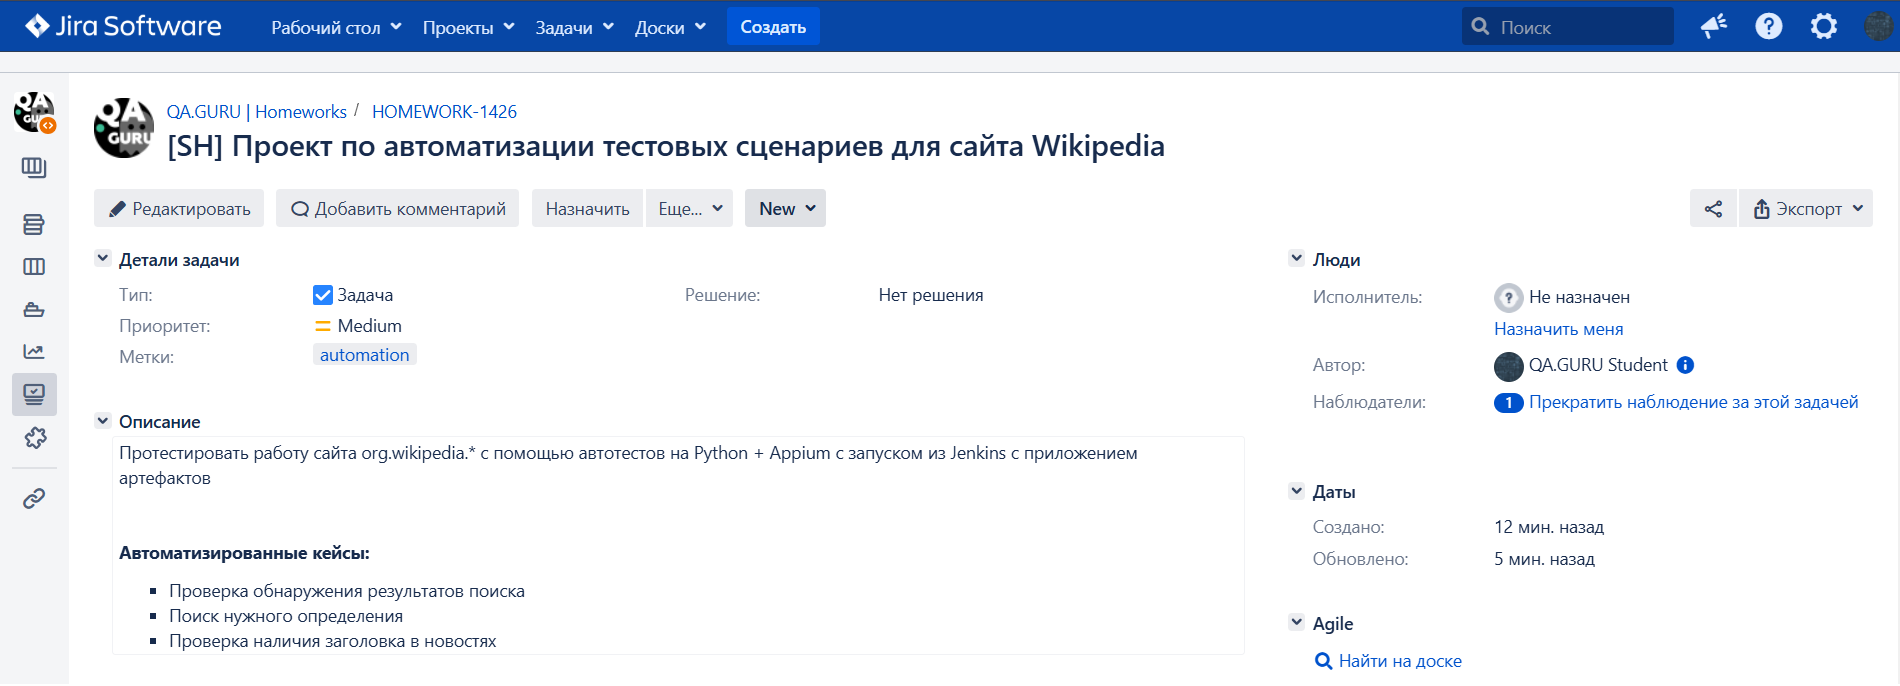 Jira Software Рабочий стол Проекты Задачи Доски Создать Поиск
QA GURU
QA.GURU | Homeworks / HOMEWORK-1426
[SH] Проект по автоматизации тестовых сценариев для сайта Wikipedia
Редактировать Добавить комментарий Назначить Еще... New Экспорт
Детали задачи
Тип: Задача
Решение: Нет решения
Приоритет: Medium
Метки: automation
Описание
Протестировать работу сайта org.wikipedia.* с помощью автотестов на Python + Appium с запуском из Jenkins с приложением
артефактов
Автоматизированные кейсы:
Проверка обнаружения результатов поиска
Поиск нужного определения
Проверка наличия заголовка в новостях
Люди
Исполнитель: Не назначен
Назначить меня
Автор: QA.GURU Student
Наблюдатели: 1 Прекратить наблюдение за этой задачей
Даты
Создано: 12 мин. назад
Обновлено: 5 мин. назад
Agile
Найти на доске